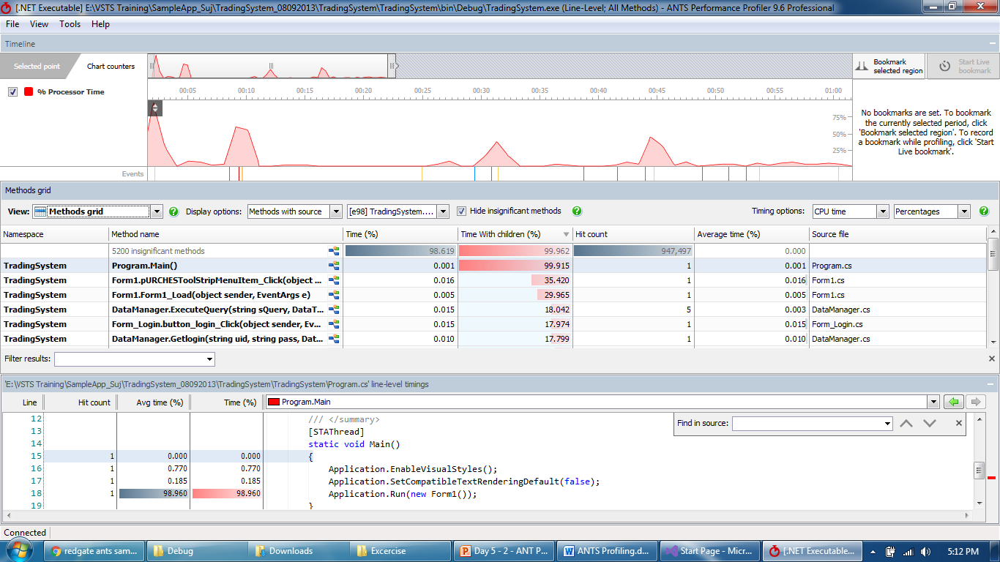 [.NET Executable] E:\VSTS Training\SampleApp_Suj\TradingSystem_08092013\TradingSystem\TradingSystem\bin\Debug\TradingSystem.exe (Line-Level; All Methods) - ANTS Performance Profiler 9.6 Professional
File View Tools Help
Timeline
Selected point Chart counters
Bookmark selected region
Start Live bookmark
% Processor Time
00:05 00:10 00:15 00:20 00:25 00:30 00:35 00:40 00:45 00:50 00:55 01:00
75%
50%
25%
No bookmarks are set. To bookmark
the currently selected period, click
'Bookmark selected region'. To record
a bookmark while profiling, click 'Start
Live bookmark'.
Events
Methods grid
View: Methods grid Display options: Methods with source [e98] TradingSystem.... Hide insignificant methods Timing options: CPU time Percentages
Namespace Method name Time (%) Time With children (%) Hit count Average time (%) Source file
5200 insignificant methods 98.619 99.962 947,497 0.000
TradingSystem Program.Main() 0.001 99.915 1 0.001 Program.cs
TradingSystem Form1.pURCHESToolStripMenuItem_Click(object ... 0.016 35.420 1 0.016 Form1.cs
TradingSystem Form1.Form1_Load(object sender, EventArgs e) 0.005 29.965 1 0.005 Form1.cs
TradingSystem DataManager.ExecuteQuery(string sQuery, DataT... 0.015 18.042 5 0.003 DataManager.cs
TradingSystem Form_Login.button_login_Click(object sender, Ev... 0.015 17.974 1 0.015 Form_Login.cs
TradingSystem DataManager.Getlogin(string uid, string pass, Dat... 0.010 17.799 1 0.010 DataManager.cs
Filter results:
'E:\VSTS Training\SampleApp_Suj\TradingSystem_08092013\TradingSystem\TradingSystem\Program.cs' line-level timings
Line Hit count Avg time (%) Time (%) Program.Main
Find in source:
12 /// </summary>
13 [STAThread]
14 static void Main()
15 1 0.000 0.000 {
16 1 0.770 0.770 Application.EnableVisualStyles();
17 1 0.185 0.185 Application.SetCompatibleTextRenderingDefault(false);
18 1 98.960 98.960 Application.Run(new Form1());
19 }
Connected
redgate ants sam... Debug Downloads Excercise Day 5 - 2 - ANT P... ANTS Profiling.d... Start Page - Micr... [.NET Executable... 5:12 PM